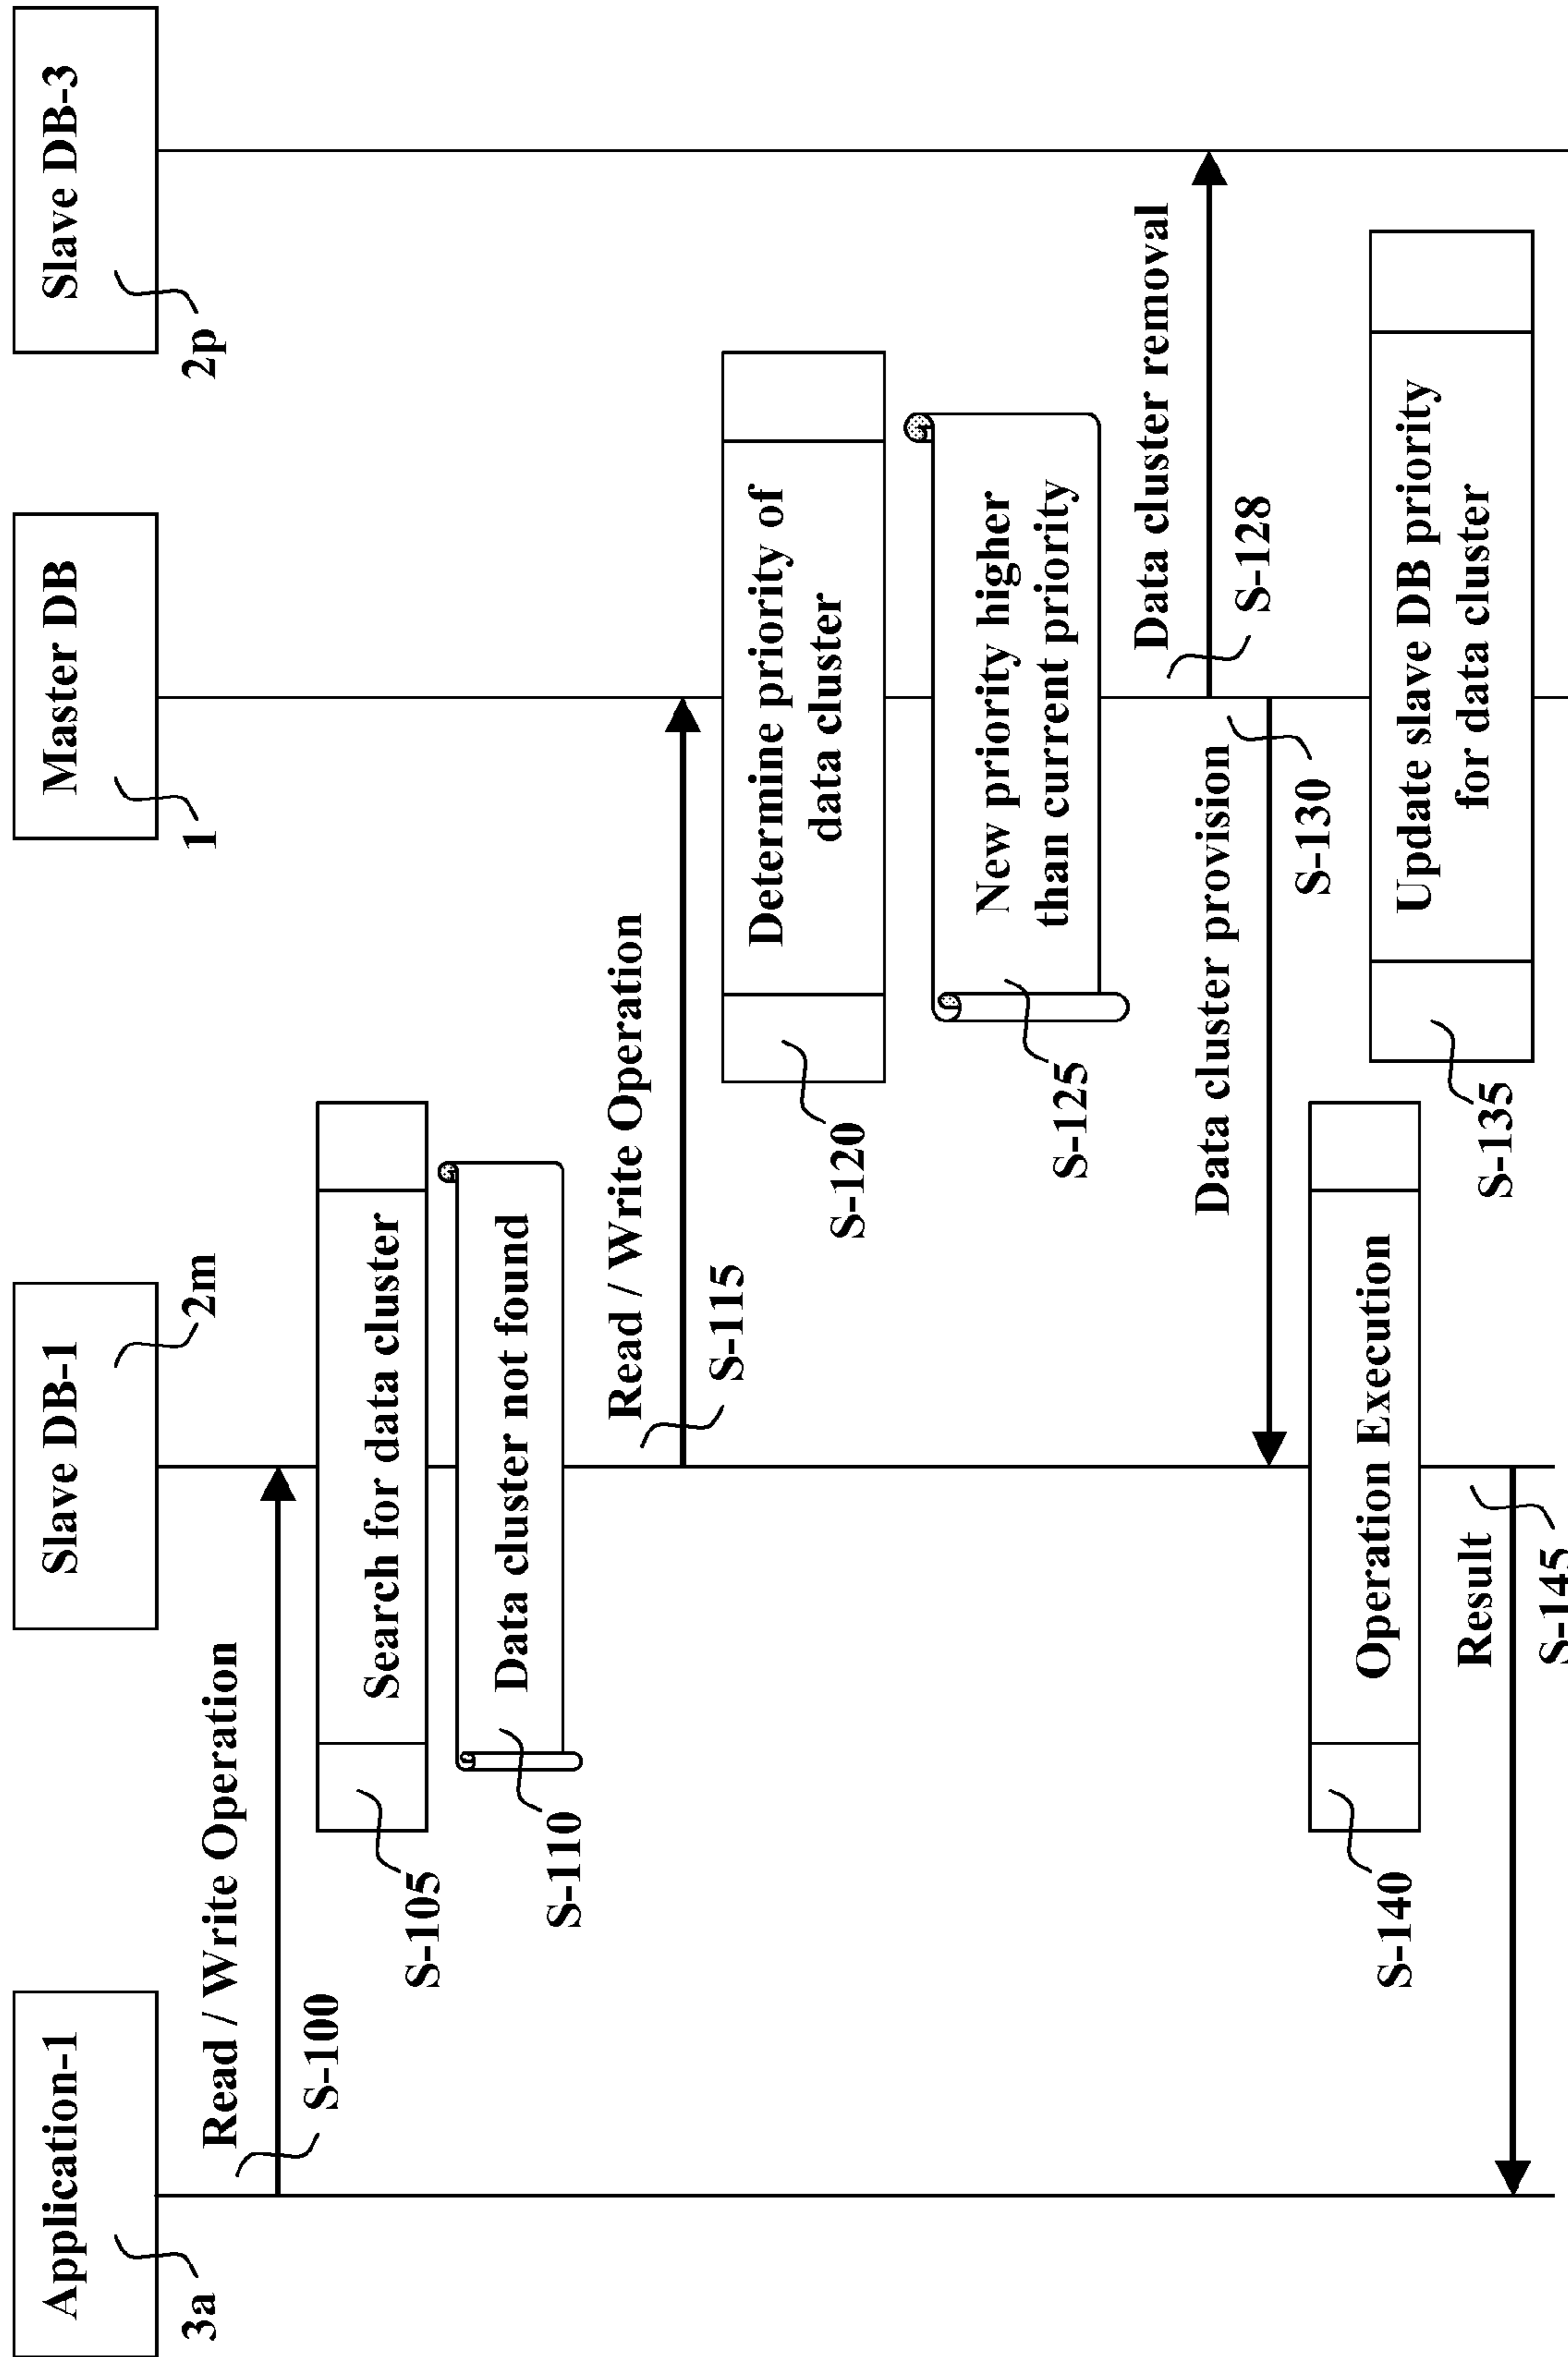 Application-1
Slave DB-1
Master DB
Slave DB-3
3a
2m
1
2p
Read / Write Operation
S-100
Search for data cluster
S-105
Data cluster not found
S-110
Read / Write Operation
S-115
Determine priority of
data cluster
S-120
New priority higher
than current priority
S-125
Data cluster removal
S-128
Data cluster provision
S-130
Update slave DB priority
for data cluster
S-135
Operation Execution
S-140
Result
S-145